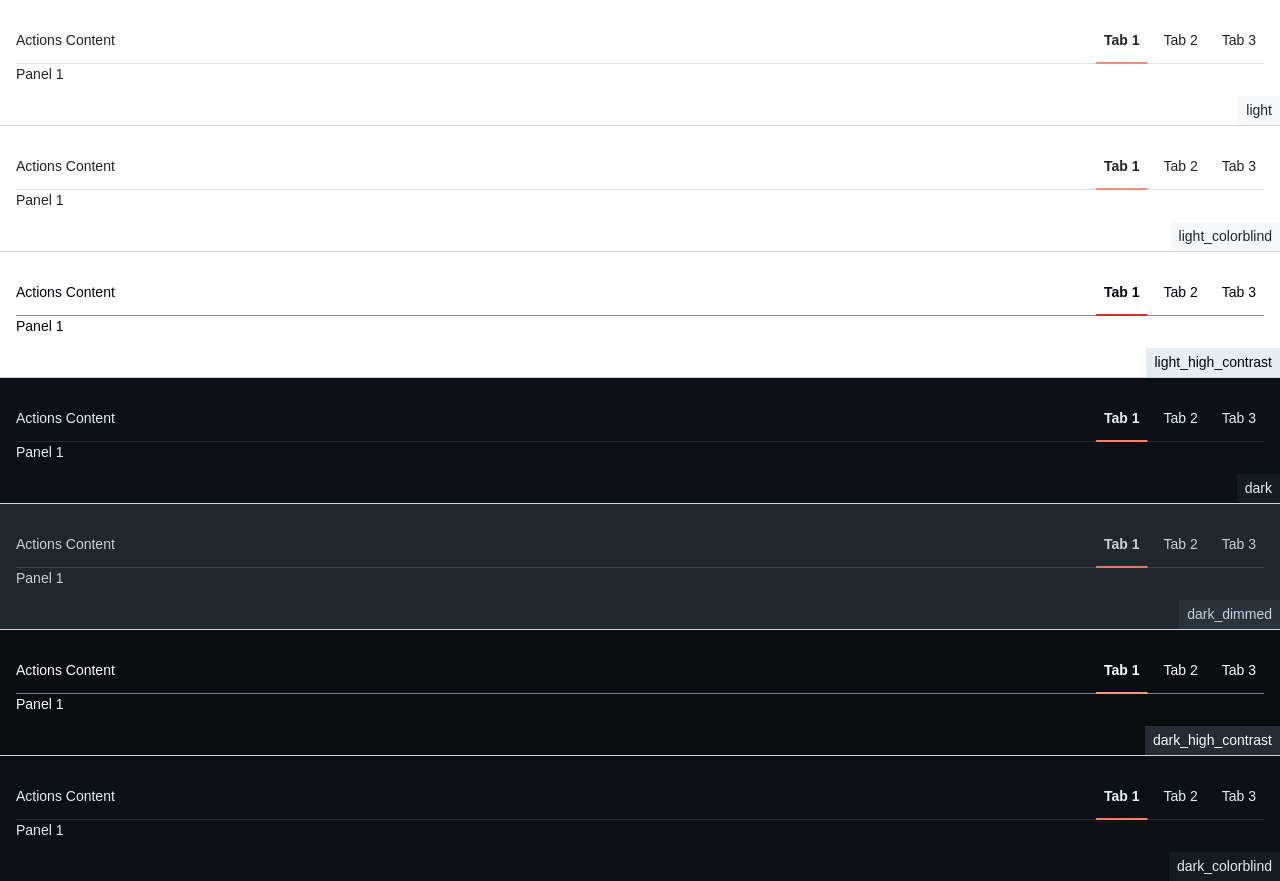 Actions Content Tab 1 Tab 2 Tab 3
Panel 1
light
Actions Content Tab 1 Tab 2 Tab 3
Panel 1
light_colorblind
Actions Content Tab 1 Tab 2 Tab 3
Panel 1
light_high_contrast
Actions Content Tab 1 Tab 2 Tab 3
Panel 1
dark
Actions Content Tab 1 Tab 2 Tab 3
Panel 1
dark_dimmed
Actions Content Tab 1 Tab 2 Tab 3
Panel 1
dark_high_contrast
Actions Content Tab 1 Tab 2 Tab 3
Panel 1
dark_colorblind